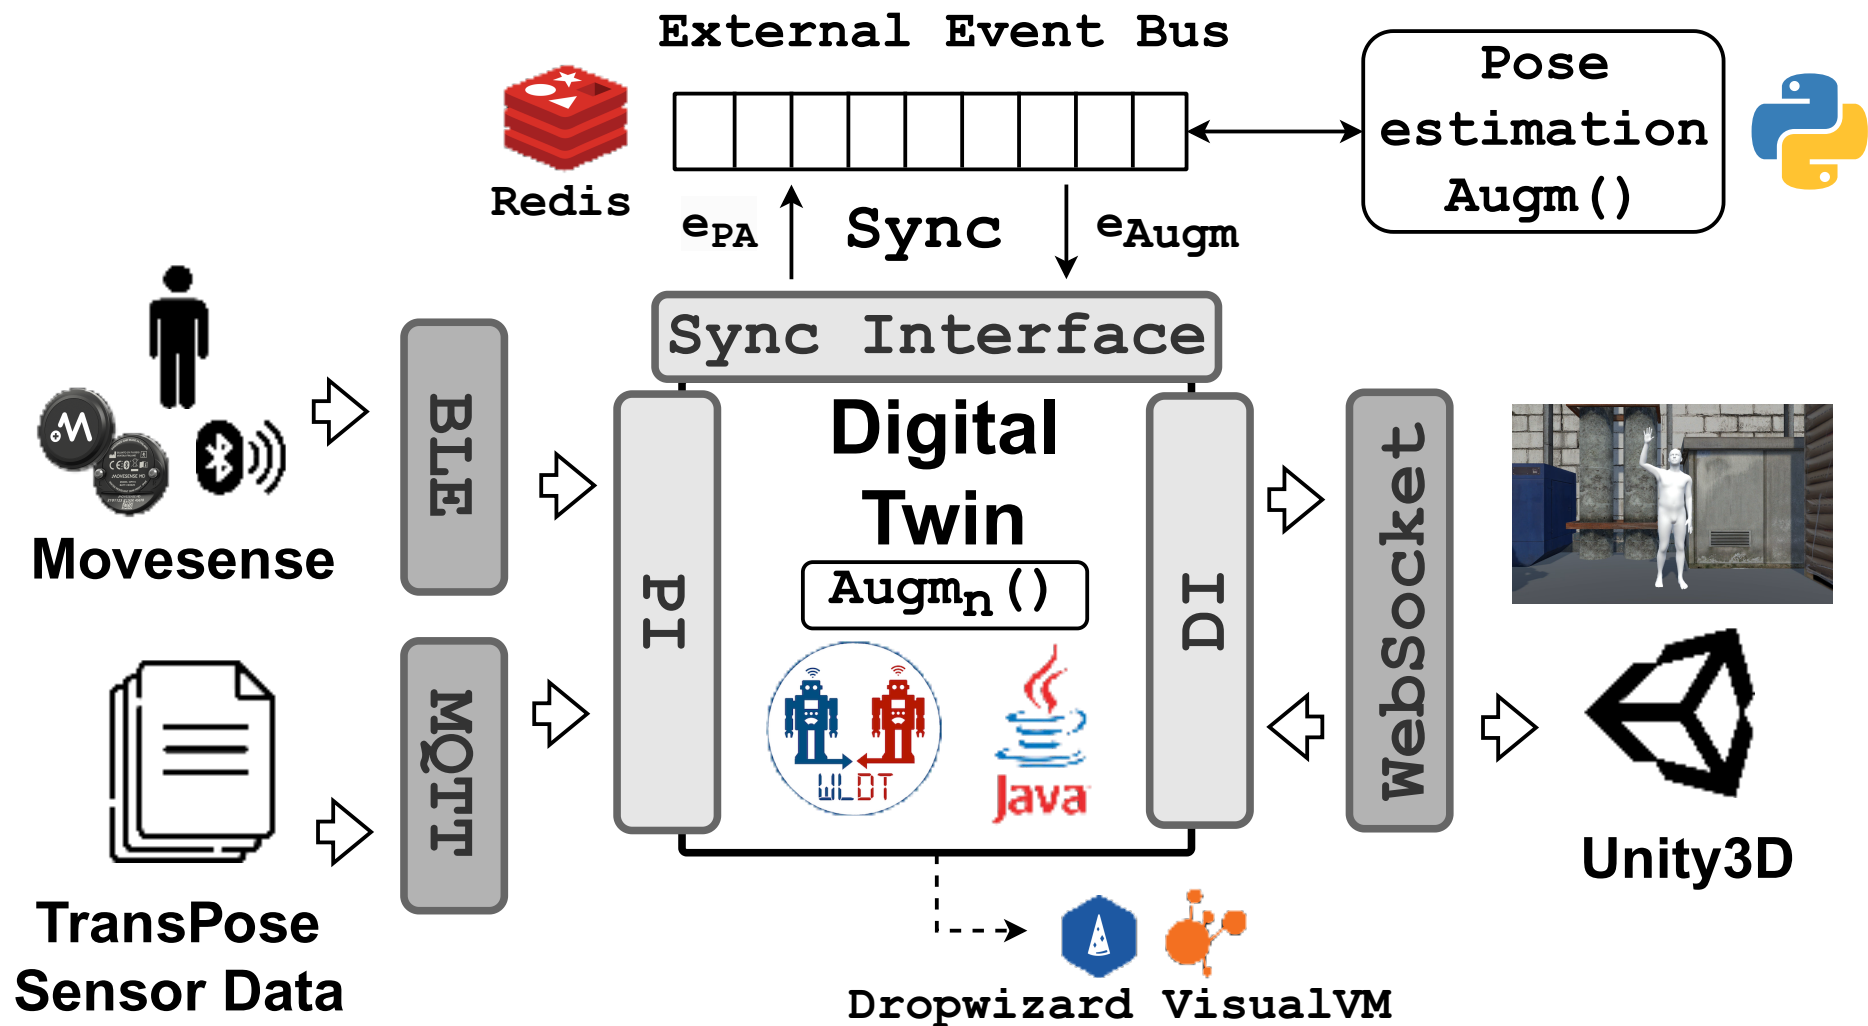 External Event Bus
Pose
estimation
Augm()
Redis
ePA
Sync
eAugm
Sync Interface
BLE
PI
Digital
Twin
Augmn()
DI
WebSocket
Movesense
MQTT
WLDT
Java
TransPose
Sensor Data
Unity3D
Dropwizard VisualVM